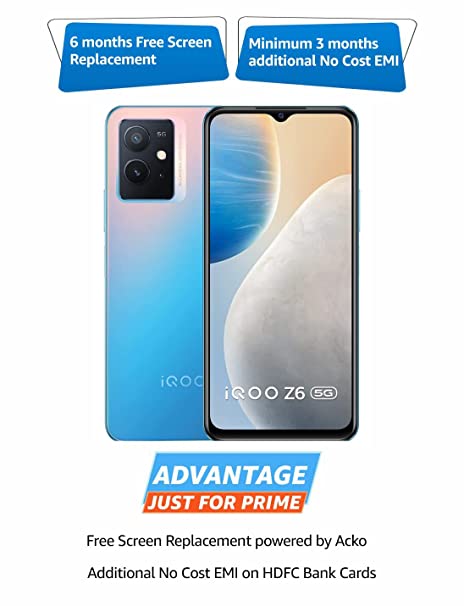 6 months Free Screen
Replacement
Minimum 3 months
additional No Cost EMI
5G
iQOO
iQOO Z6 5G
ADVANTAGE
JUST FOR PRIME
Free Screen Replacement powered by Acko
Additional No Cost EMI on HDFC Bank Cards